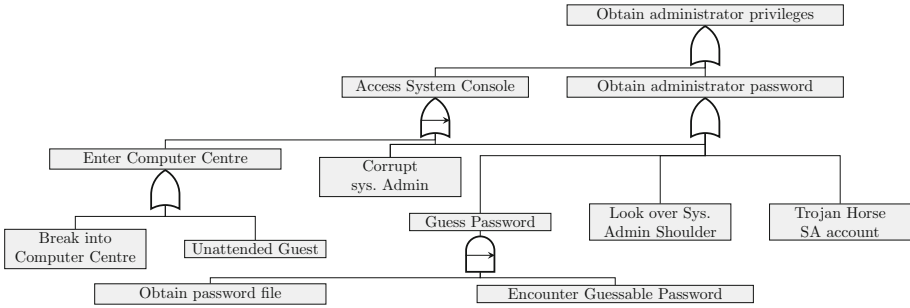 Obtain administrator privileges
Access System Console
Obtain administrator password
Enter Computer Centre
Corrupt
sys. Admin
Guess Password
Look over Sys.
Admin Shoulder
Trojan Horse
SA account
Break into
Computer Centre
Unattended Guest
Obtain password file
Encounter Guessable Password